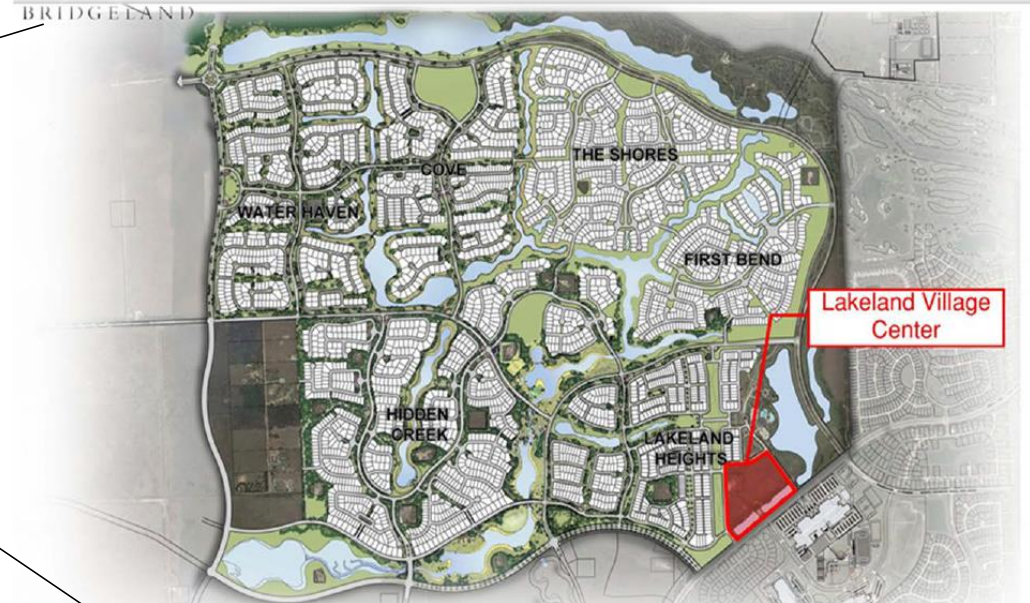 BRIDGELAND
THE SHORES
COVE
WATER HAVEN
FIRST BEND
Lakeland Village
Center
HIDDEN
CREEK
LAKELAND
HEIGHTS